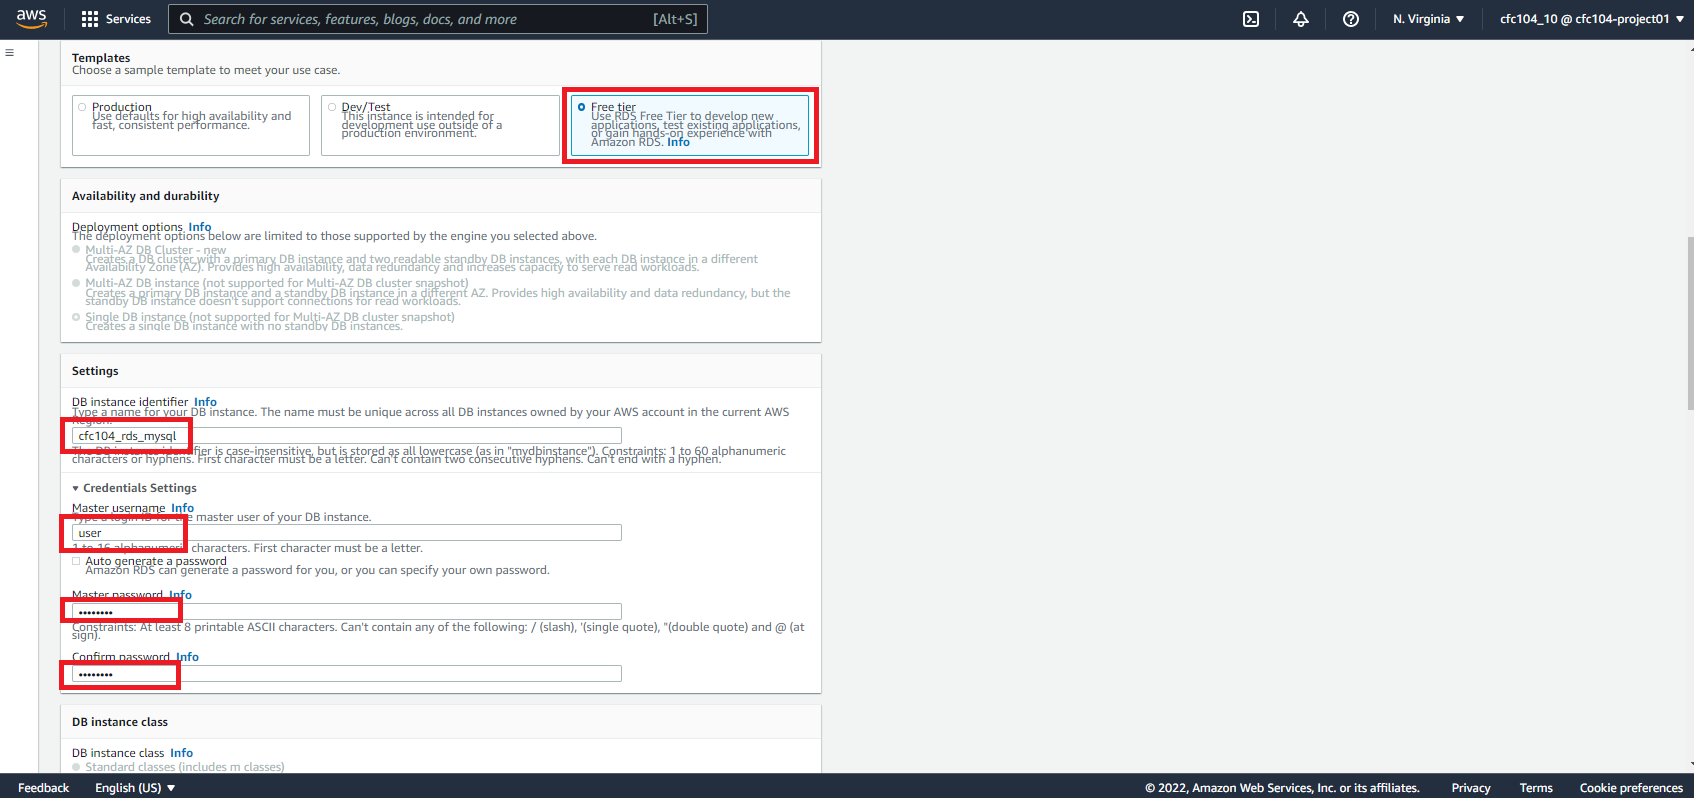 aws
Services
Search for services, features, blogs, docs, and more
[Alt+S]
N. Virginia
cfc104_10 @ cfc104-project01
Templates
Choose a sample template to meet your use case.
Production
Use defaults for high availability and
fast, consistent performance.
Dev/Test
This instance is intended for
development use outside of a
production environment.
Free tier
Use RDS Free Tier to develop new
applications, test existing applications,
or gain hands-on experience with
Amazon RDS. Info
Availability and durability
Deployment options Info
The deployment options below are limited to those supported by the engine you selected above.
Multi-AZ DB Cluster - new
Creates a DB cluster with a primary DB instance and two readable standby DB instances, with each DB instance in a different
Availability Zone (AZ). Provides high availability, data redundancy and increases capacity to serve read workloads.
Multi-AZ DB instance (not supported for Multi-AZ DB cluster snapshot)
Creates a primary DB instance and a standby DB instance in a different AZ. Provides high availability and data redundancy, but the
standby DB instance doesn't support connections for read workloads.
Single DB instance (not supported for Multi-AZ DB cluster snapshot)
Creates a single DB instance with no standby DB instances.
Settings
DB instance identifier Info
Type a name for your DB instance. The name must be unique across all DB instances owned by your AWS account in the current AWS
Region.
cfc104_rds_mysql
The DB instance identifier is case-insensitive, but is stored as all lowercase (as in "mydbinstance"). Constraints: 1 to 60 alphanumeric
characters or hyphens. First character must be a letter. Can't contain two consecutive hyphens. Can't end with a hyphen.
Credentials Settings
Master username Info
Type a login ID for the master user of your DB instance.
user
1 to 16 alphanumeric characters. First character must be a letter.
Auto generate a password
Amazon RDS can generate a password for you, or you can specify your own password.
Master password Info
••••••••
Constraints: At least 8 printable ASCII characters. Can't contain any of the following: / (slash), '(single quote), "(double quote) and @ (at
sign).
Confirm password Info
••••••••
DB instance class
DB instance class Info
Standard classes (includes m classes)
Feedback
English (US)
© 2022, Amazon Web Services, Inc. or its affiliates.
Privacy
Terms
Cookie preferences